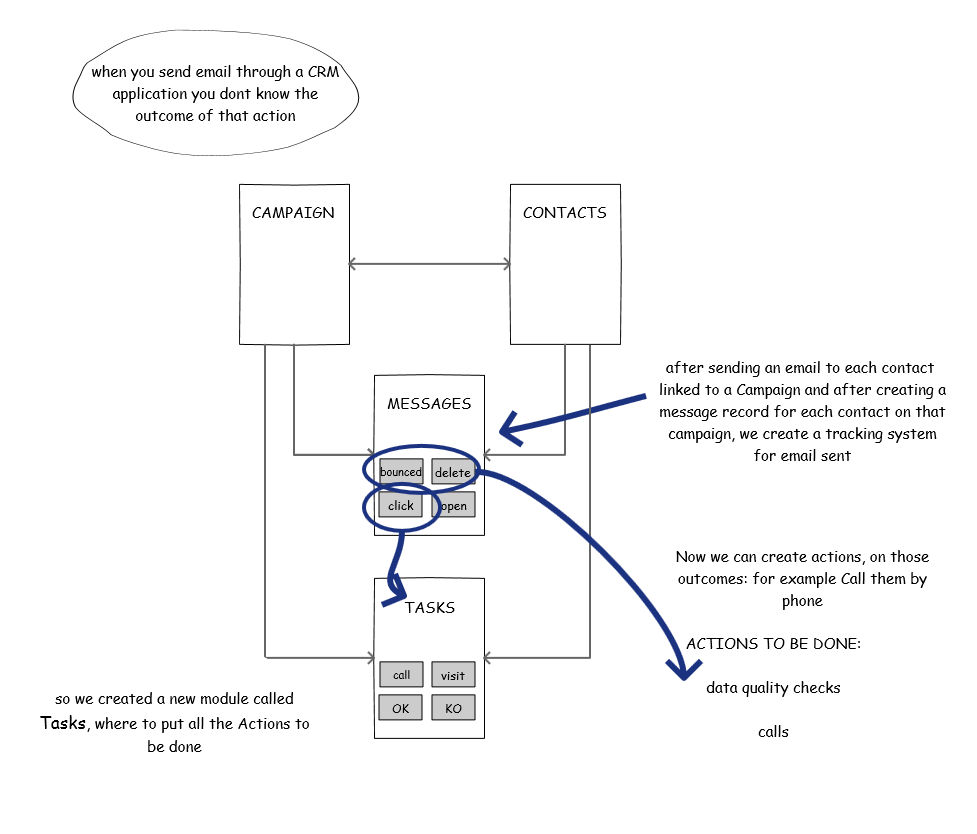 when you send email through a CRM
application you dont know the
outcome of that action
CAMPAIGN
CONTACTS
after sending an email to each contact
linked to a Campaign and after creating a
message record for each contact on that
campaign, we create a tracking system
for email sent
MESSAGES
bounced
delete
click
open
Now we can create actions, on those
outcomes: for example Call them by
phone
ACTIONS TO BE DONE:
data quality checks
calls
TASKS
call
visit
OK
KO
so we created a new module called
Tasks, where to put all the Actions to
be done